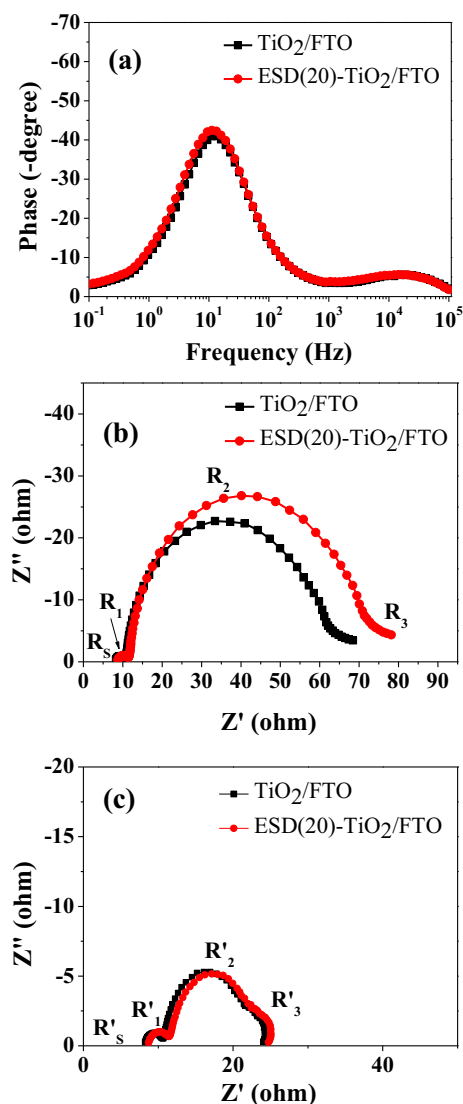 -70
TiO2/FTO
-60
(a)
ESD(20)-TiO2/FTO
-50
-40
-30
-20
-10
0
Phase (-degree)
10-1 100 101 102 103 104 105
Frequency (Hz)
TiO2/FTO
-40
(b)
ESD(20)-TiO2/FTO
-30
R2
-20
-10
R1
R3
RS
0
Z'' (ohm)
0 10 20 30 40 50 60 70 80 90
Z' (ohm)
-20
(c)
TiO2/FTO
ESD(20)-TiO2/FTO
-15
-10
R'2
-5
R'1
R'3
R'S
0
Z'' (ohm)
0 20 40
Z' (ohm)